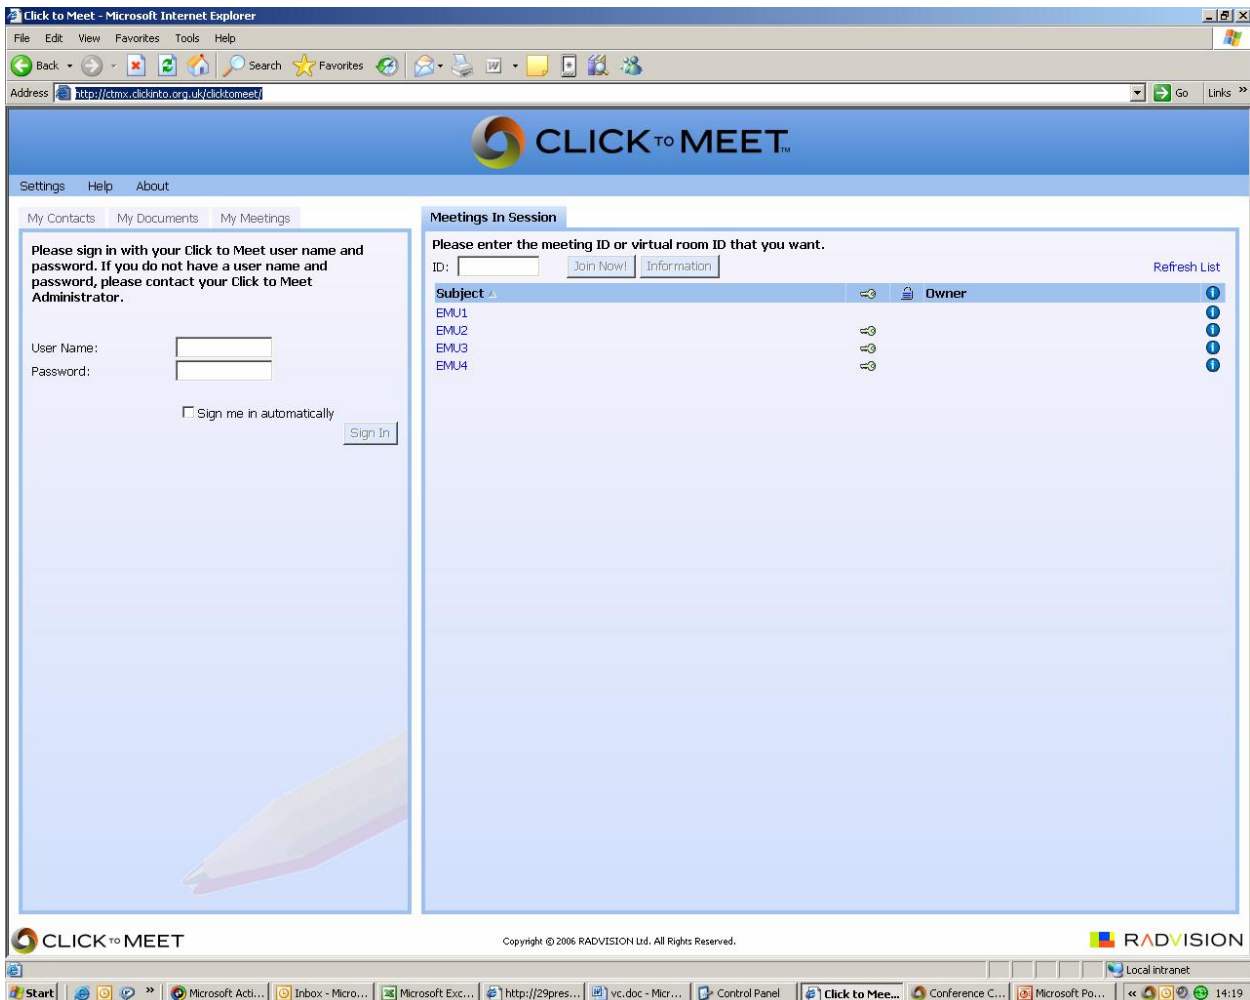 Click to Meet - Microsoft Internet Explorer
File Edit View Favorites Tools Help
Back Search Favorites
Address http://ctmx.clickinto.org.uk/clicktomeet/ Go Links »
CLICK TO MEET™
Settings Help About
My Contacts My Documents My Meetings
Please sign in with your Click to Meet user name and
password. If you do not have a user name and
password, please contact your Click to Meet
Administrator.
User Name:
Password:
Sign me in automatically
Sign In
Meetings In Session
Please enter the meeting ID or virtual room ID that you want.
ID: Join Now! Information Refresh List
Subject Owner
EMU1
EMU2
EMU3
EMU4
CLICK TO MEET
Copyright © 2006 RADVISION Ltd. All Rights Reserved.
RADVISION
Local intranet
Start » Microsoft Acti... Inbox - Micro... Microsoft Exc... http://29pres... vc.doc - Micr... Control Panel Click to Mee... Conference C... Microsoft Po... « 14:19